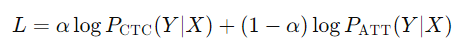 L = α log P_CTC(Y|X) + (1 − α) log P_ATT(Y|X)